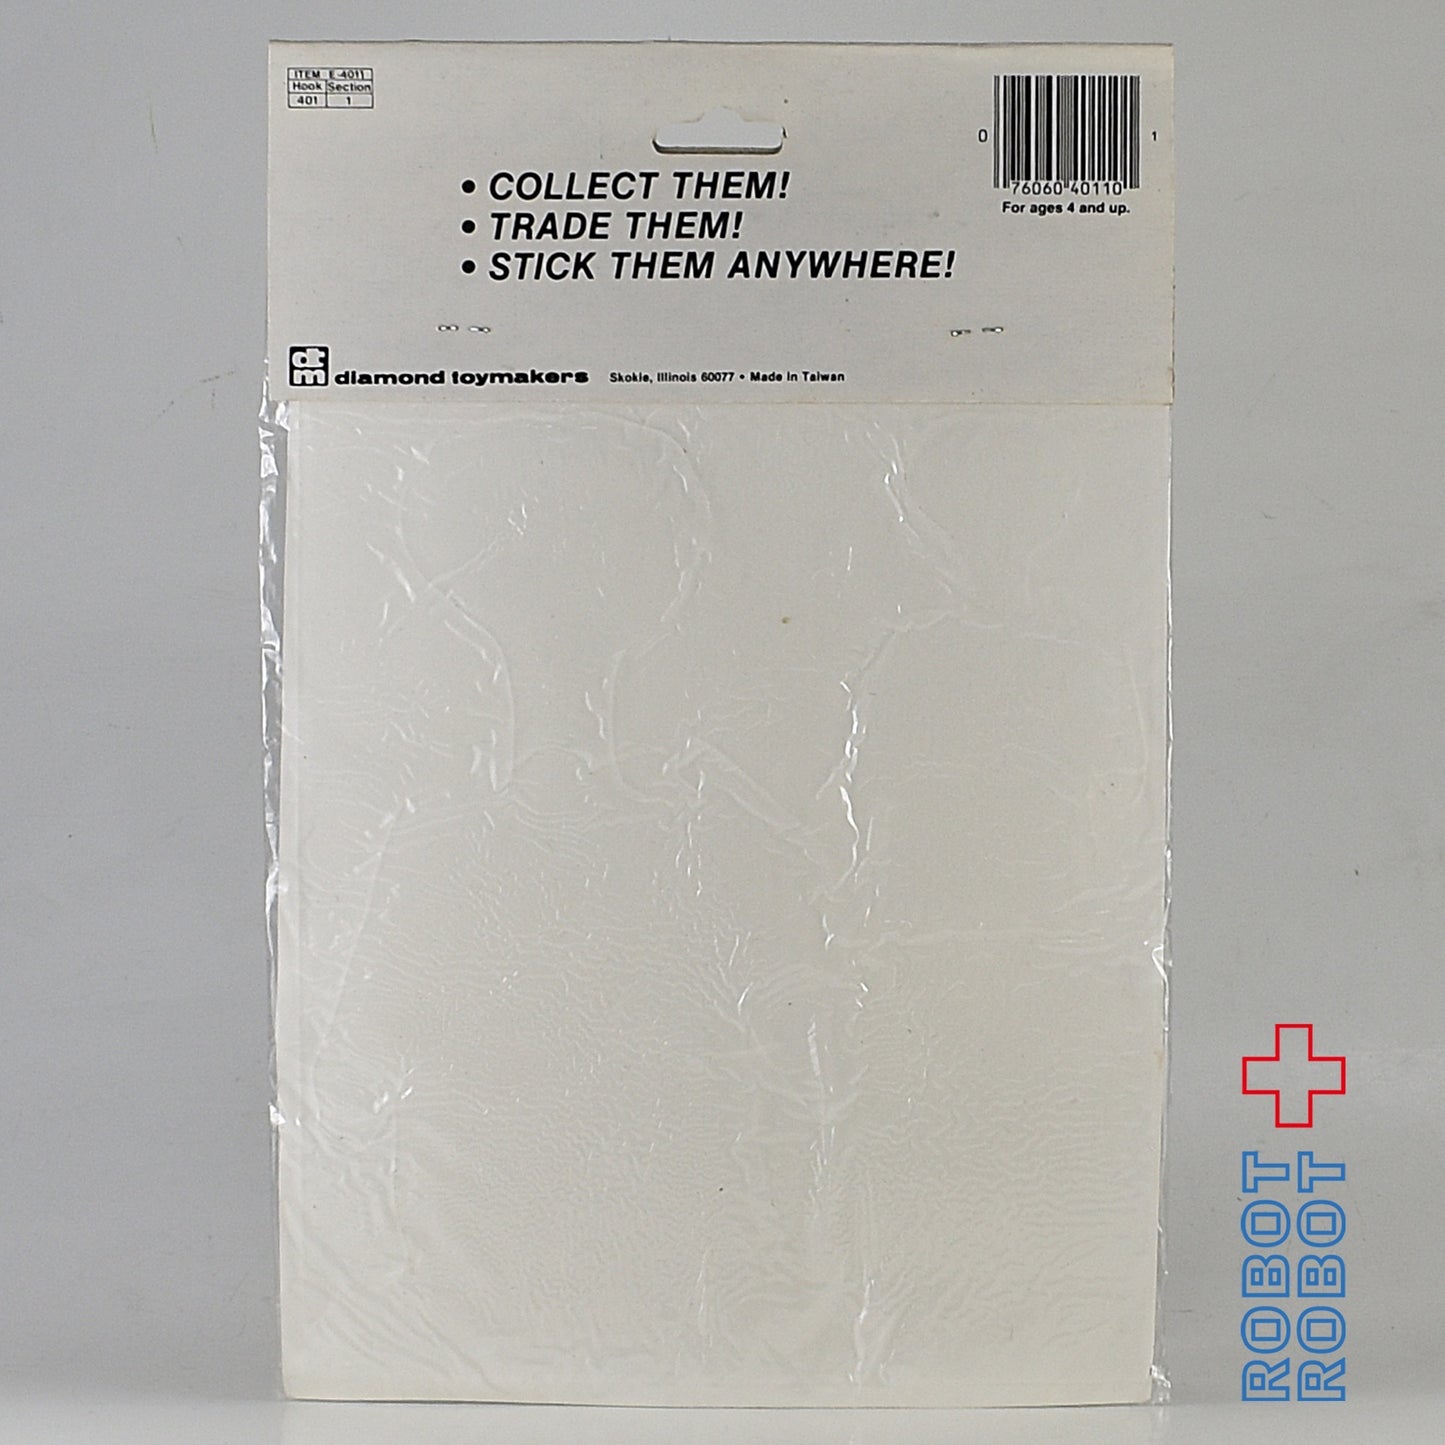 ITEM E-4011
Hook Section
401 1
0 76060 40110 1
For ages 4 and up.
• COLLECT THEM!
• TRADE THEM!
• STICK THEM ANYWHERE!
dtm diamond toymakers Skokie, Illinois 60077 • Made in Taiwan
ROBOT
ROBOT